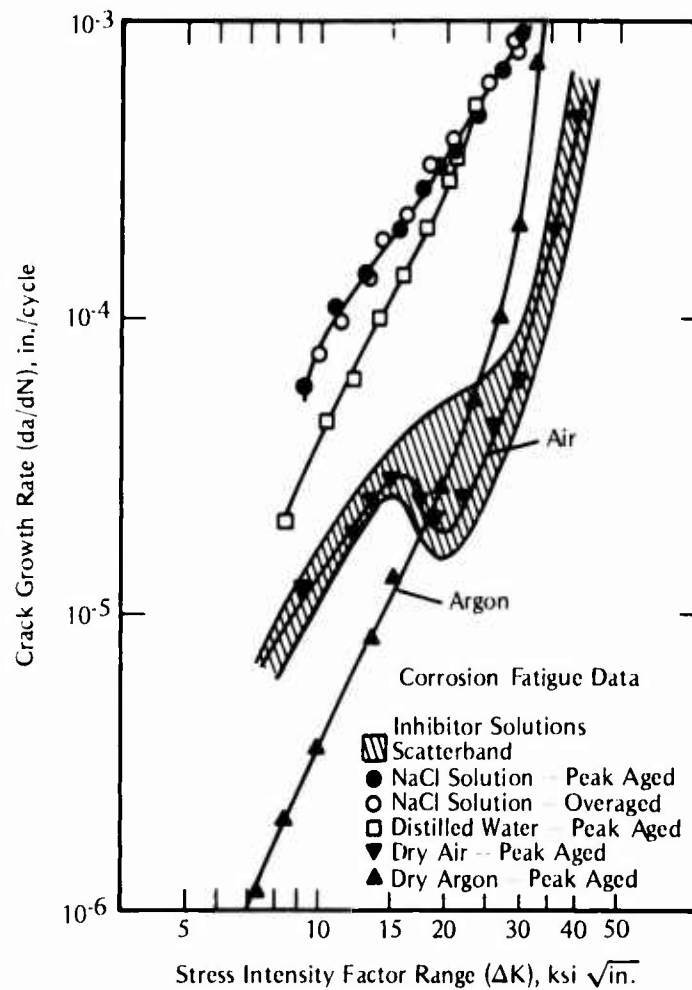 10-3
10-4
10-5
10-6
Crack Growth Rate (da/dN), in./cycle
Air
Argon
Corrosion Fatigue Data
Inhibitor Solutions
Scatterband
NaCl Solution – Peak Aged
NaCl Solution – Overaged
Distilled Water – Peak Aged
Dry Air – Peak Aged
Dry Argon – Peak Aged
5 10 15 20 30 40 50
Stress Intensity Factor Range (ΔK), ksi √in.